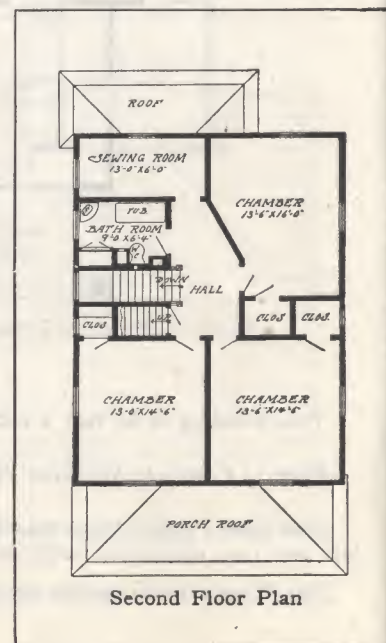 ROOF
SEWING ROOM
13'-0" X 6'-0"
CHAMBER
13'-6" X 16'-0"
TUB
BATH ROOM
9'-0" X 6'-4"
W
C
DOWN
HALL
UP
CLOS
CLOS
CLOS.
CHAMBER
13'-0" X 14'-6"
CHAMBER
13'-6" X 14'-6"
PORCH ROOF
Second Floor Plan